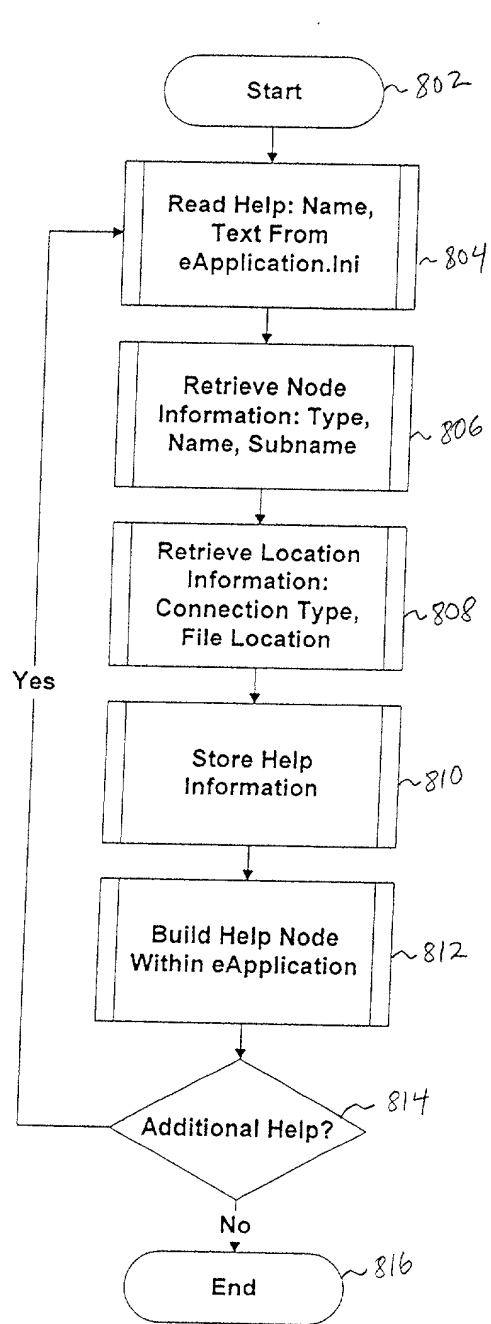 Start
802
Read Help: Name,
Text From
eApplication.Ini
804
Retrieve Node
Information: Type,
Name, Subname
806
Retrieve Location
Information:
Connection Type,
File Location
808
Yes
Store Help
Information
810
Build Help Node
Within eApplication
812
Additional Help?
814
No
End
816